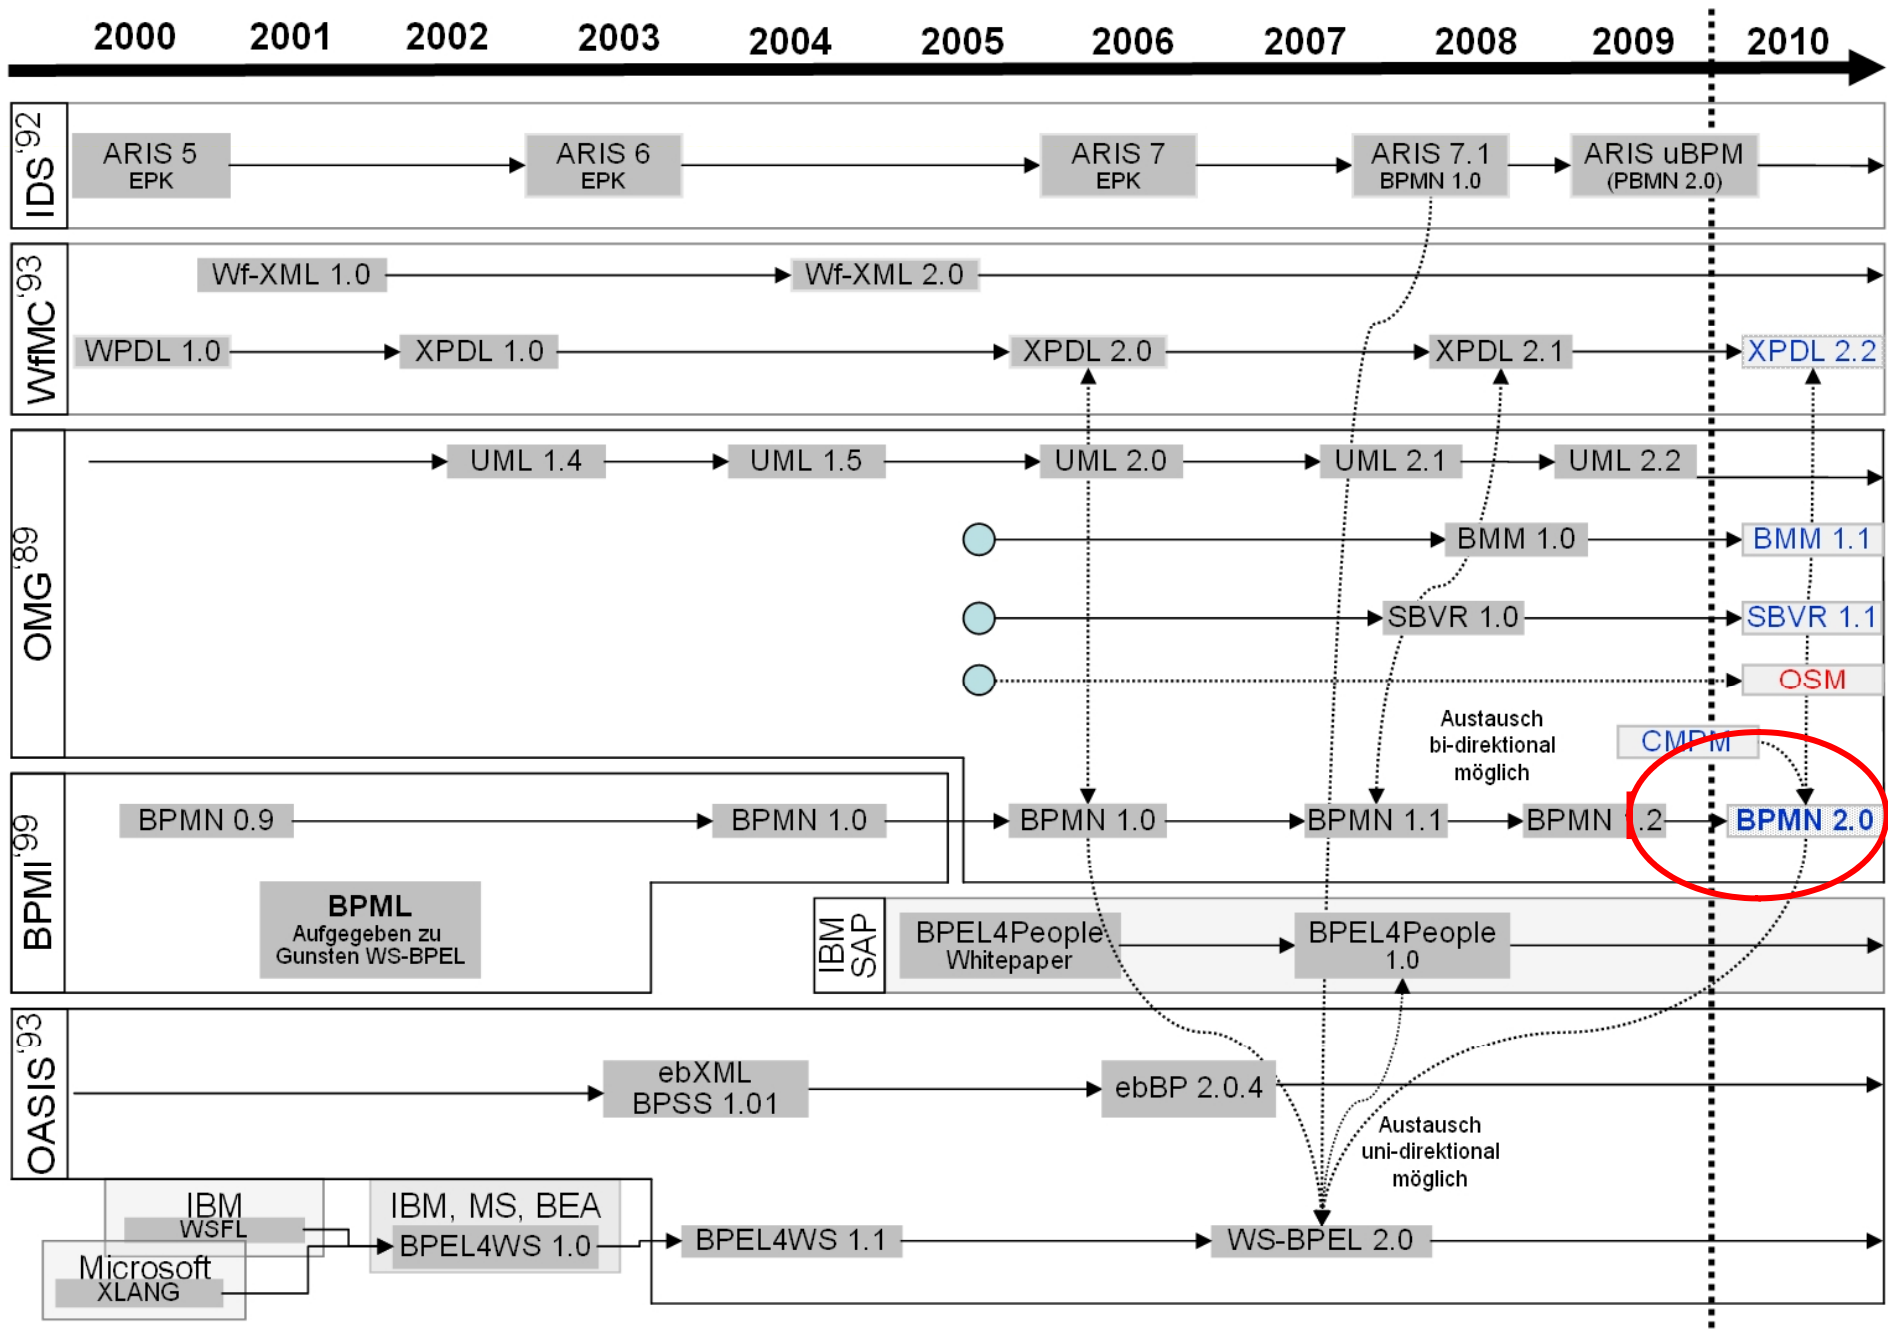 2000 2001 2002 2003 2004 2005 2006 2007 2008 2009 2010
IDS '92
ARIS 5
EPK
ARIS 6
EPK
ARIS 7
EPK
ARIS 7.1
BPMN 1.0
ARIS uBPM
(PBMN 2.0)
WfMC '93
Wf-XML 1.0
Wf-XML 2.0
WPDL 1.0
XPDL 1.0
XPDL 2.0
XPDL 2.1
XPDL 2.2
OMG '89
UML 1.4
UML 1.5
UML 2.0
UML 2.1
UML 2.2
BMM 1.0
BMM 1.1
SBVR 1.0
SBVR 1.1
OSM
Austausch
bi-direktional
möglich
CMPM
BPMI '99
BPMN 0.9
BPMN 1.0
BPMN 1.0
BPMN 1.1
BPMN 1.2
BPMN 2.0
BPML
Aufgegeben zu
Gunsten WS-BPEL
IBM
SAP
BPEL4People
Whitepaper
BPEL4People
1.0
OASIS '93
ebXML
BPSS 1.01
ebBP 2.0.4
Austausch
uni-direktional
möglich
IBM
WSFL
Microsoft
XLANG
IBM, MS, BEA
BPEL4WS 1.0
BPEL4WS 1.1
WS-BPEL 2.0